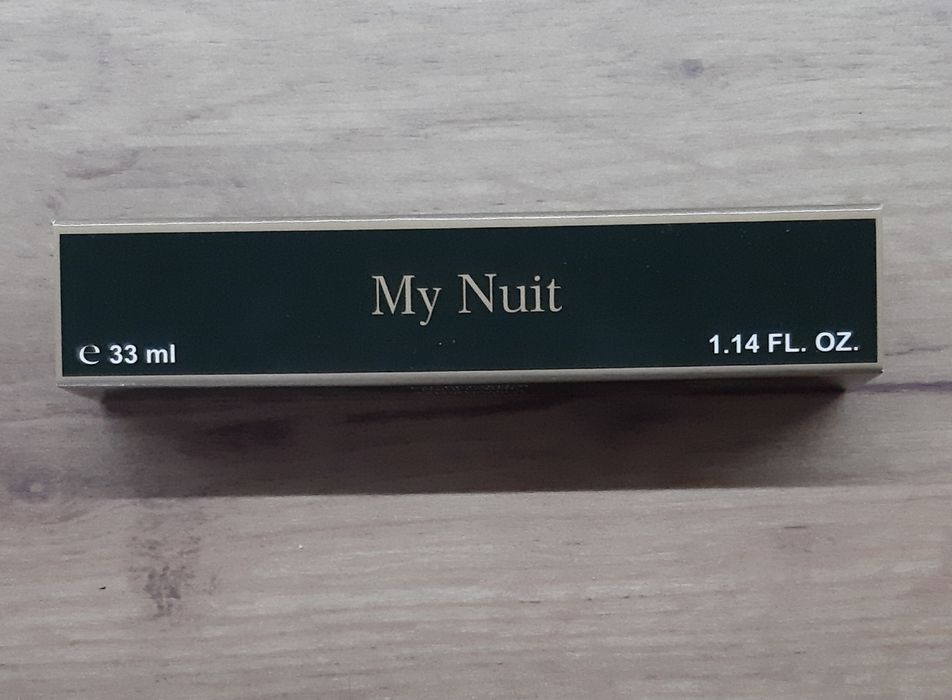 My Nuit
℮ 33 ml
1.14 FL. OZ.